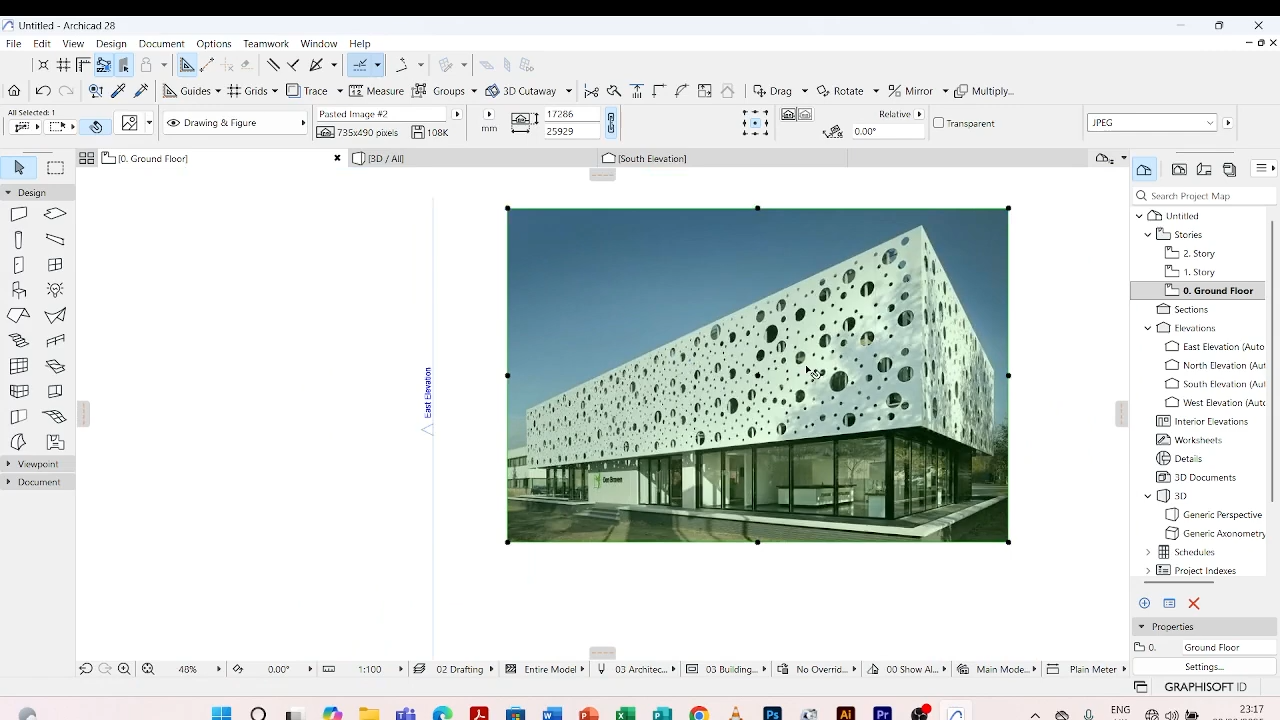 Untitled - Archicad 28
File Edit View Design Document Options Teamwork Window Help
Guides Grids Trace Measure Groups 3D Cutaway Drag Rotate Mirror Multiply...
All Selected: 1
Drawing & Figure
Pasted Image #2
735x490 pixels 108K
mm
17286
25929
Relative
0.00°
Transparent
JPEG
[0. Ground Floor] [3D / All] [South Elevation]
Design
Viewpoint
Document
East Elevation
Den Braven
Search Project Map
Untitled
Stories
2. Story
1. Story
0. Ground Floor
Sections
Elevations
East Elevation (Auto
North Elevation (Aut
South Elevation (Aut
West Elevation (Auto
Interior Elevations
Worksheets
Details
3D Documents
3D
Generic Perspective
Generic Axonometry
Schedules
Project Indexes
Properties
0. Ground Floor
Settings...
48% 0.00° 1:100 02 Drafting Entire Model 03 Architec... 03 Building... No Overrid... 00 Show Al... Main Mode... Plain Meter
GRAPHISOFT ID
ENG 23:17